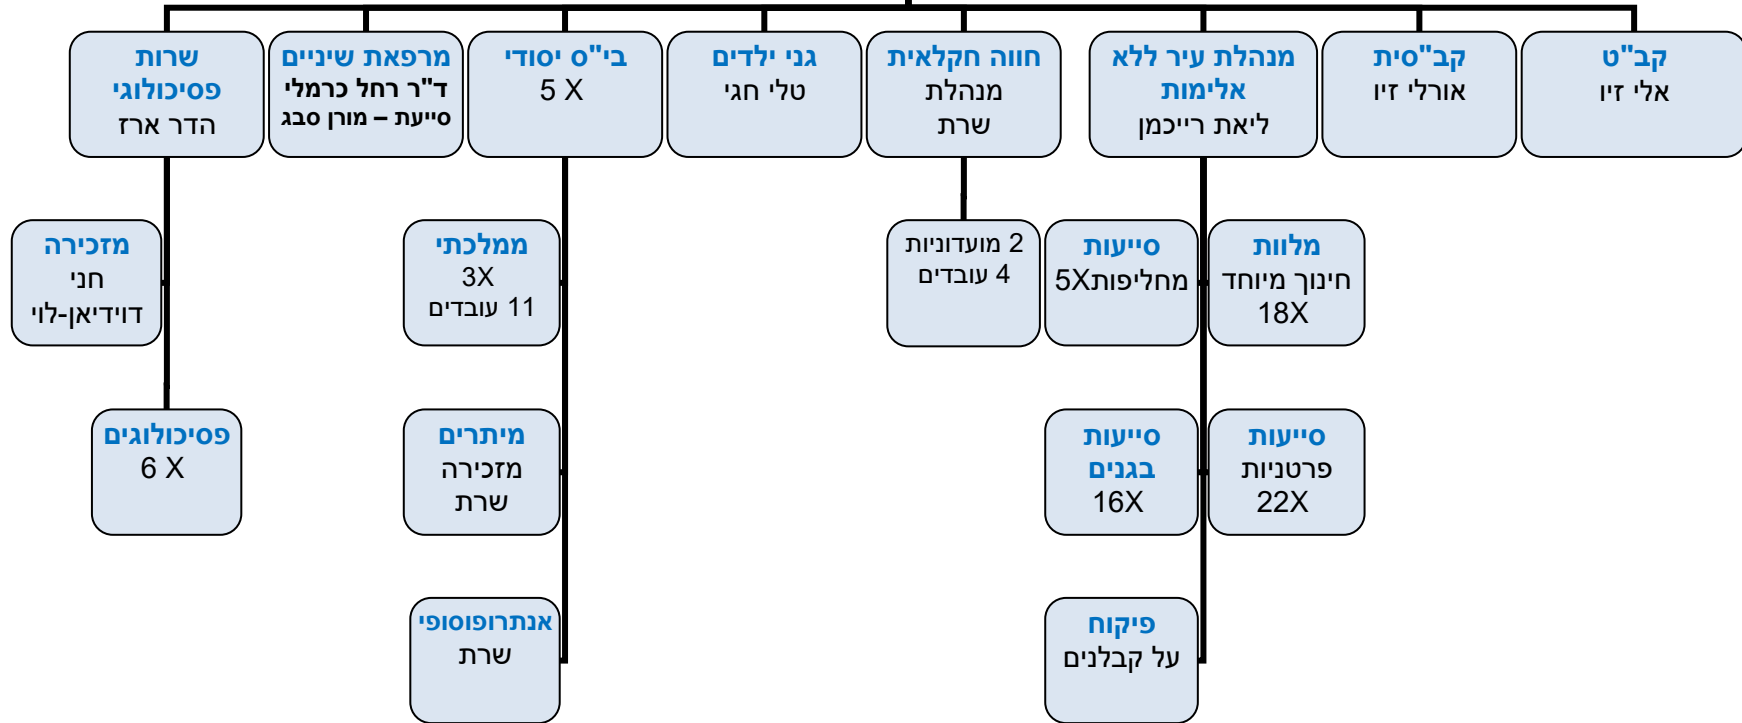 קב"ט
אלי זיו
קב"סית
אורלי זיו
מנהלת עיר ללא
אלימות
ליאת רייכמן
חווה חקלאית
מנהלת
שרת
גני ילדים
טלי חגי
בי"ס יסודי
5 X
מרפאת שיניים
ד"ר רחל כרמלי
סייעת – מורן סבג
שרות
פסיכולוגי
הדר ארז
מלוות
חינוך מיוחד
18X
סייעות
מחליפות5X
2 מועדוניות
4 עובדים
ממלכתי
3X
11 עובדים
מזכירה
חני
דוידיאן-לוי
סייעות
פרטניות
22X
סייעות
בגנים
16X
מיתרים
מזכירה
שרת
פסיכולוגים
6 X
פיקוח
על קבלנים
אנתרופוסופי
שרת